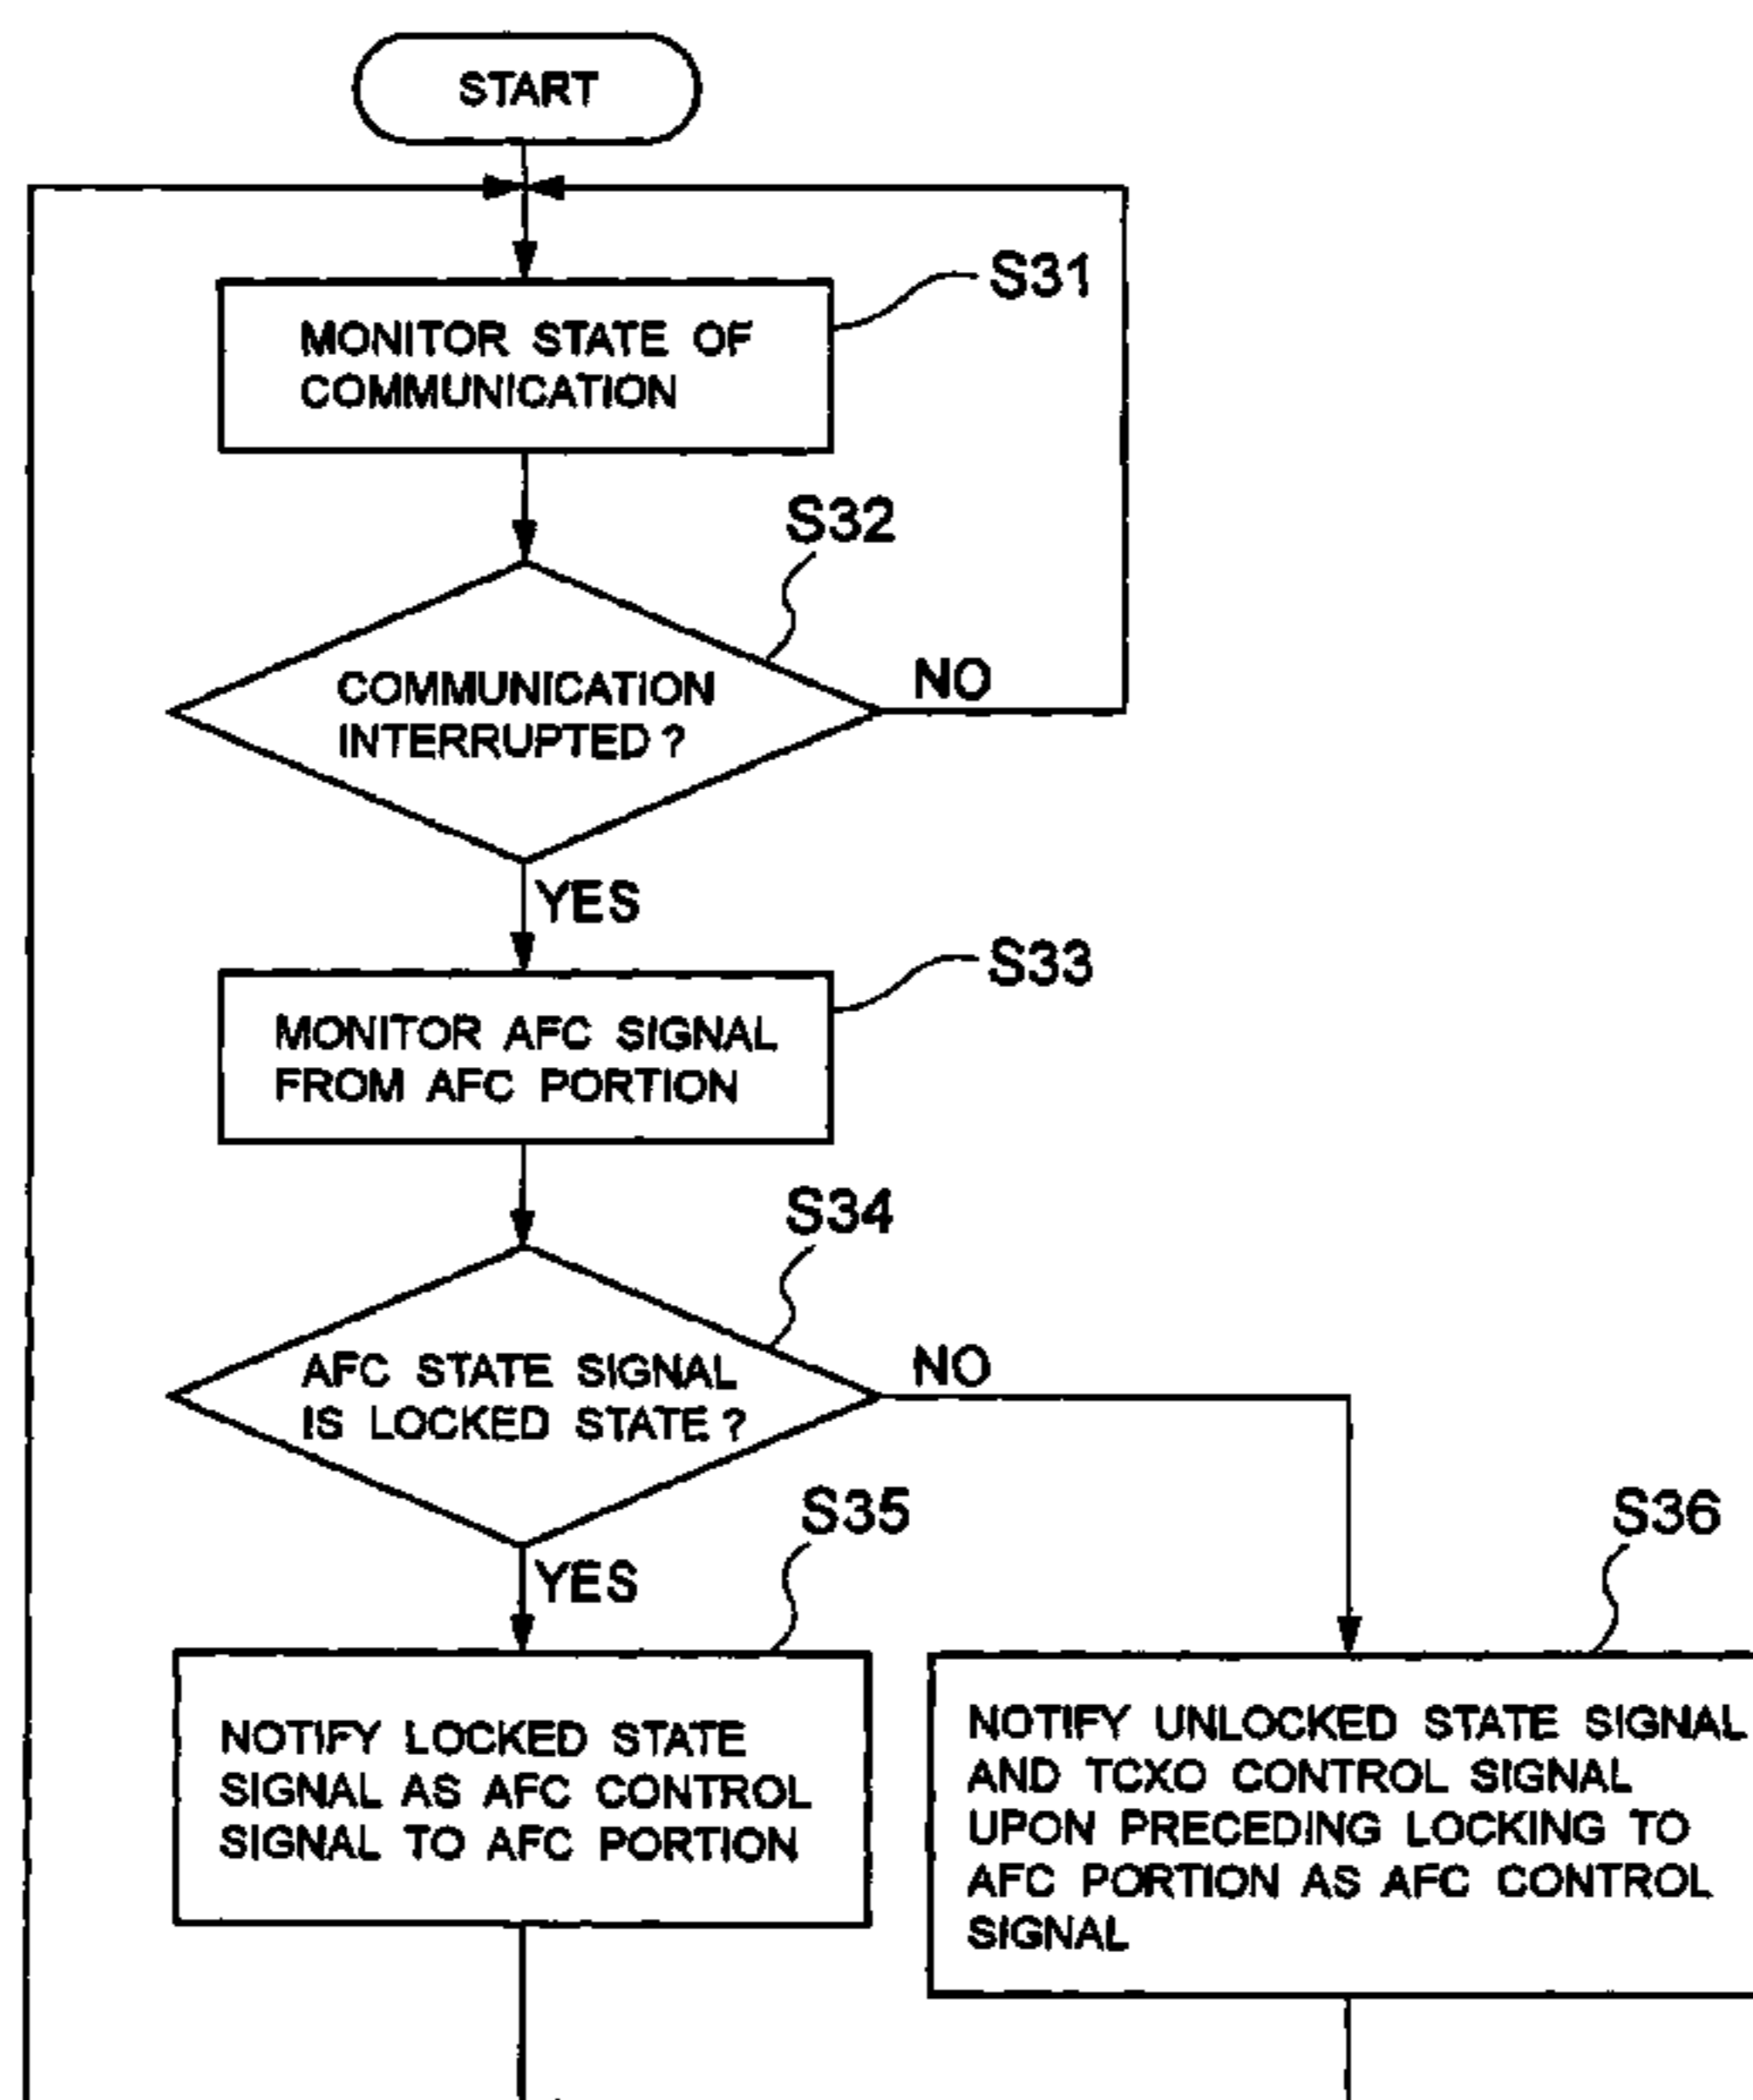 START
S31
MONITOR STATE OF
COMMUNICATION
S32
COMMUNICATION
INTERRUPTED ?
NO
YES
S33
MONITOR AFC SIGNAL
FROM AFC PORTION
S34
AFC STATE SIGNAL
IS LOCKED STATE ?
NO
YES
S35
NOTIFY LOCKED STATE
SIGNAL AS AFC CONTROL
SIGNAL TO AFC PORTION
S36
NOTIFY UNLOCKED STATE SIGNAL
AND TCXO CONTROL SIGNAL
UPON PRECEDING LOCKING TO
AFC PORTION AS AFC CONTROL
SIGNAL